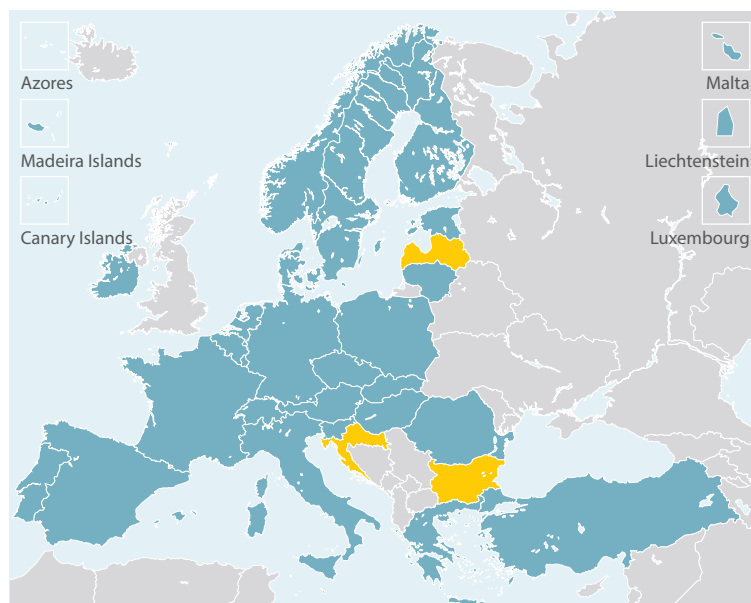 Azores
Madeira Islands
Canary Islands
Malta
Liechtenstein
Luxembourg